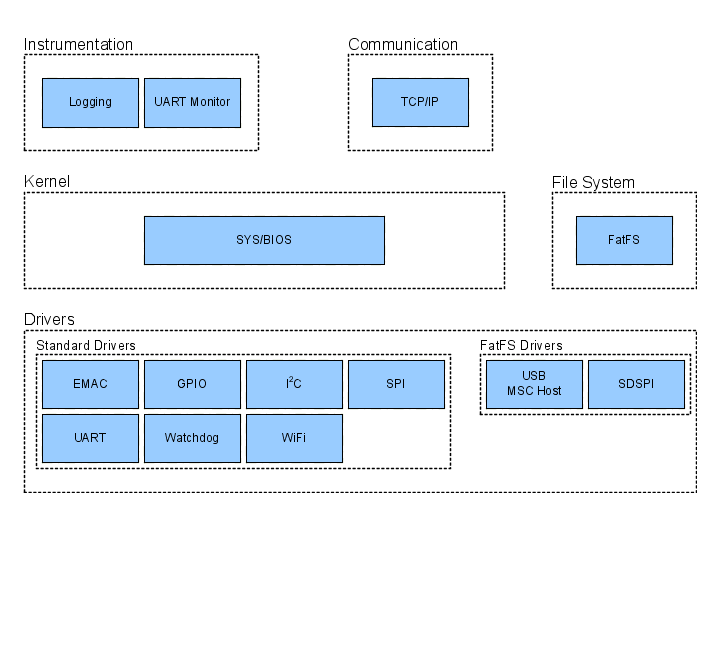 Instrumentation
Communication
Logging
UART Monitor
TCP/IP
Kernel
File System
SYS/BIOS
FatFS
Drivers
Standard Drivers
FatFS Drivers
EMAC
GPIO
I²C
SPI
USB
MSC Host
SDSPI
UART
Watchdog
WiFi